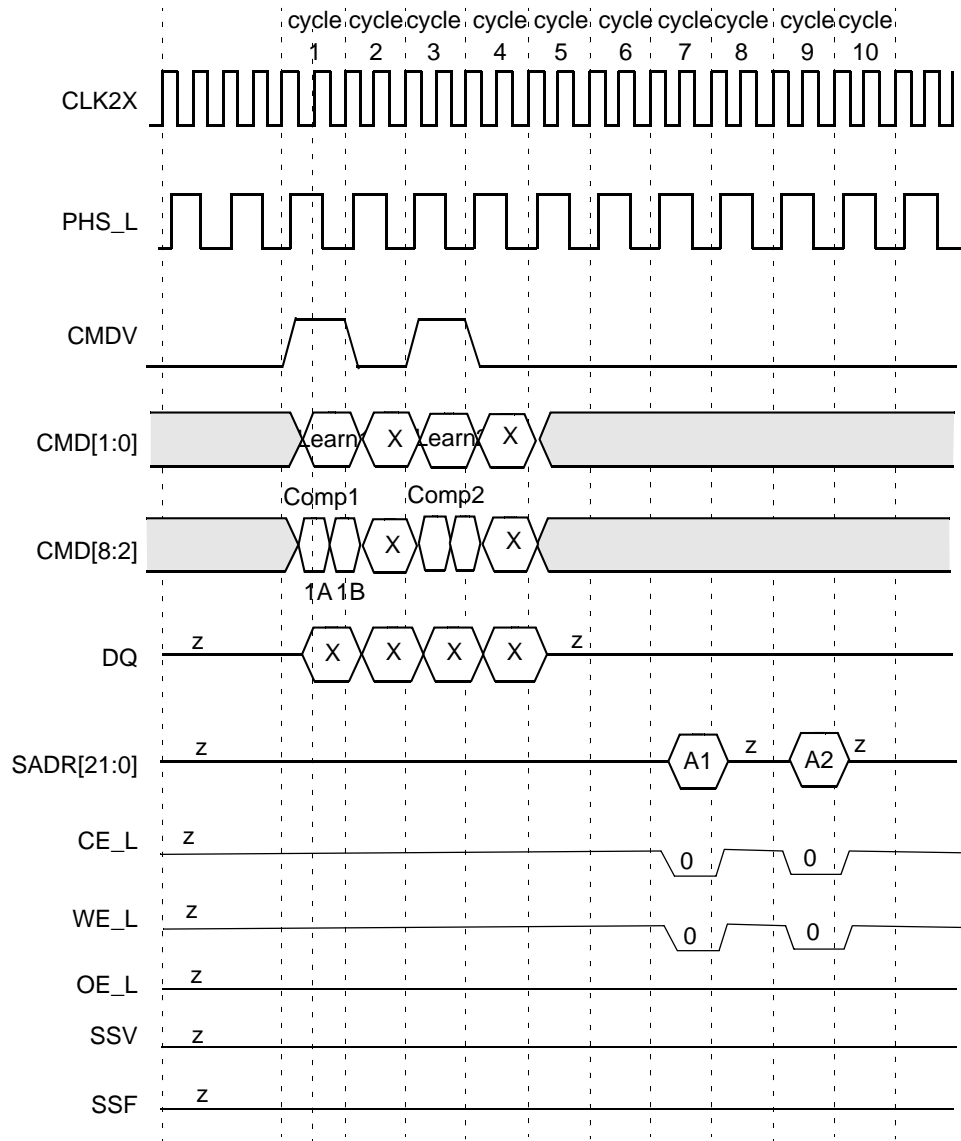 cycle cycle cycle cycle cycle cycle cycle cycle cycle cycle
1 2 3 4 5 6 7 8 9 10
CLK2X
PHS_L
CMDV
CMD[1:0] Learn1 X Learn2 X
Comp1 Comp2
CMD[8:2] X X
1A 1B
DQ z X X X X z
SADR[21:0] z A1 z A2 z
CE_L z 0 0
WE_L z 0 0
OE_L z
SSV z
SSF z